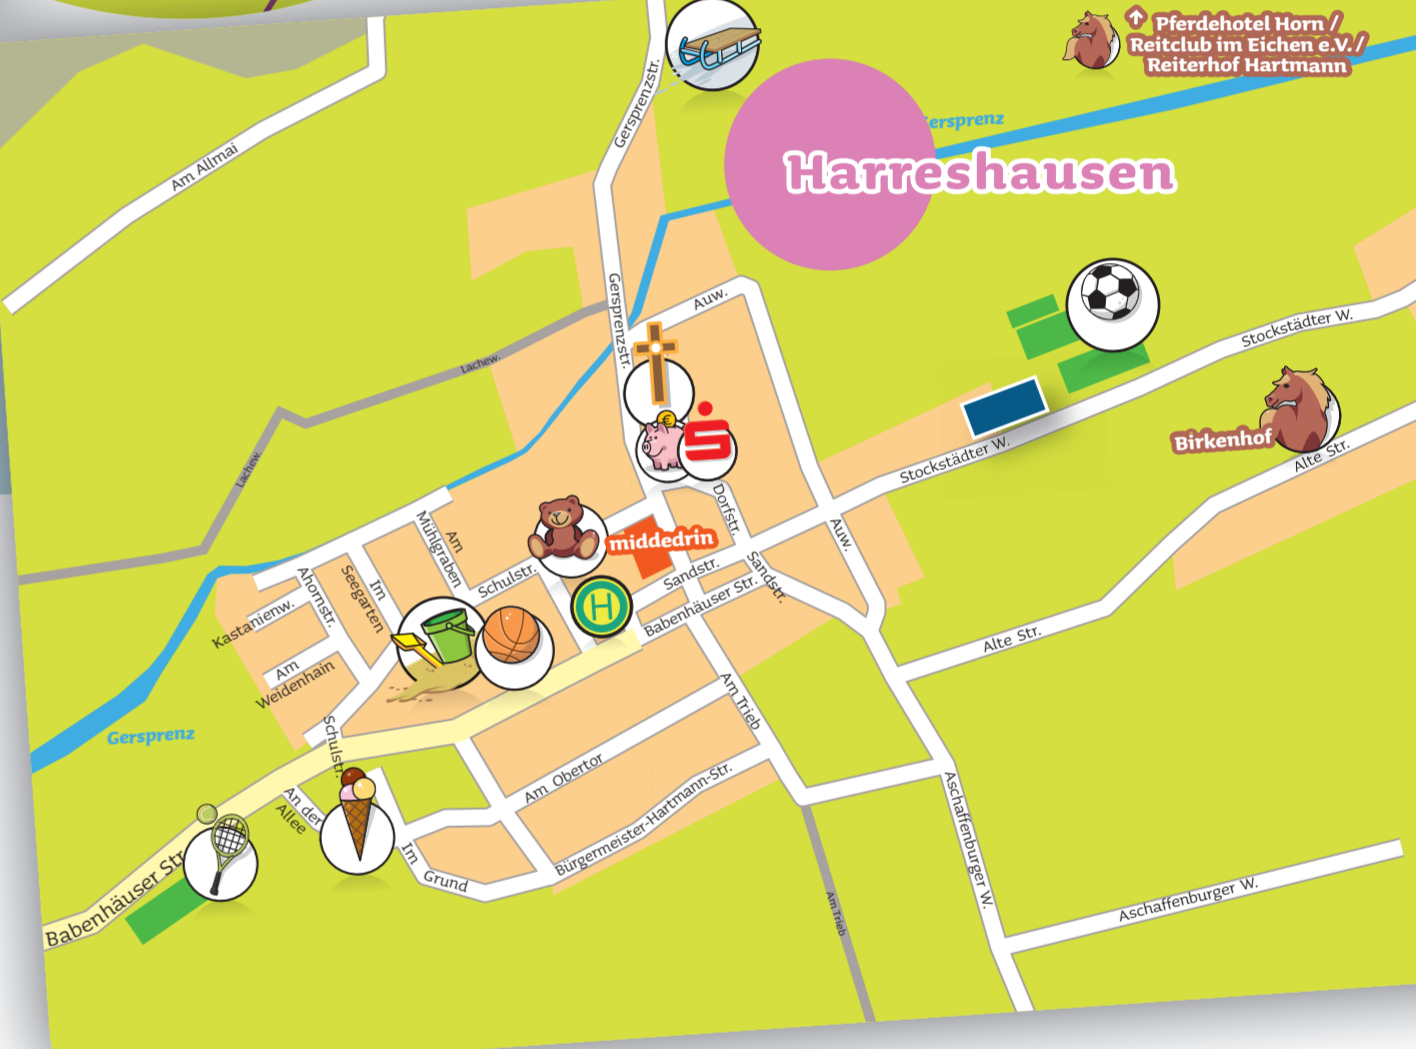 ↑ Pferdehotel Horn /
Reitclub im Eichen e.V. /
Reiterhof Hartmann
Gersprenzstr.
ersprenz
Am Allmai
Harreshausen
Auw.
Gersprenzstr.
Stockstädter W.
Lachew.
€
S
Birkenhof
Alte Str.
Lachew.
Stockstädter W.
Dorfstr.
Am
Mühlgraben
middedrin
Auw.
Schulstr.
Sandstr.
Sandstr.
Im
Seegarten
Ahornstr.
Kastanienw.
H
Babenhäuser Str.
Alte Str.
Am
Weidenhain
Am Trieb
Gersprenz
Schulstr.
Am Obertor
Bürgermeister-Hartmann-Str.
An der
Allee
Aschaffenburger W.
Im
Grund
Babenhäuser Str
Am Trieb
Aschaffenburger W.